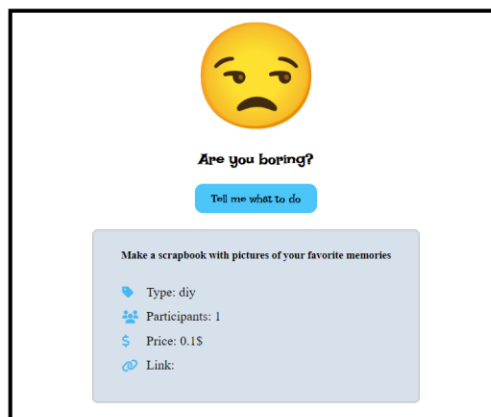 Are you boring?
Tell me what to do
Make a scrapbook with pictures of your favorite memories
Type: diy
Participants: 1
Price: 0.1$
Link: